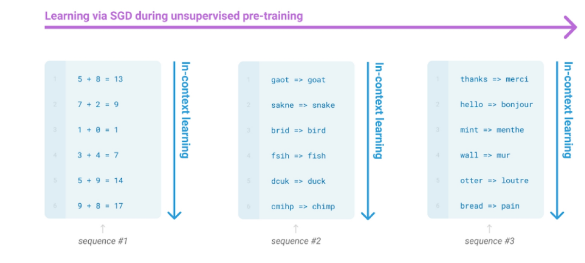 Learning via SGD during unsupervised pre-training
5 + 8 = 13
7 + 2 = 9
1 + 0 = 1
3 + 4 = 7
5 + 9 = 14
9 + 8 = 17
sequence #1
In-context learning
gaot => goat
sakne => snake
brid => bird
fsih => fish
dcuk => duck
cmihp => chimp
sequence #2
In-context learning
thanks => merci
hello => bonjour
mint => menthe
wall => mur
otter => loutre
bread => pain
sequence #3
In-context learning